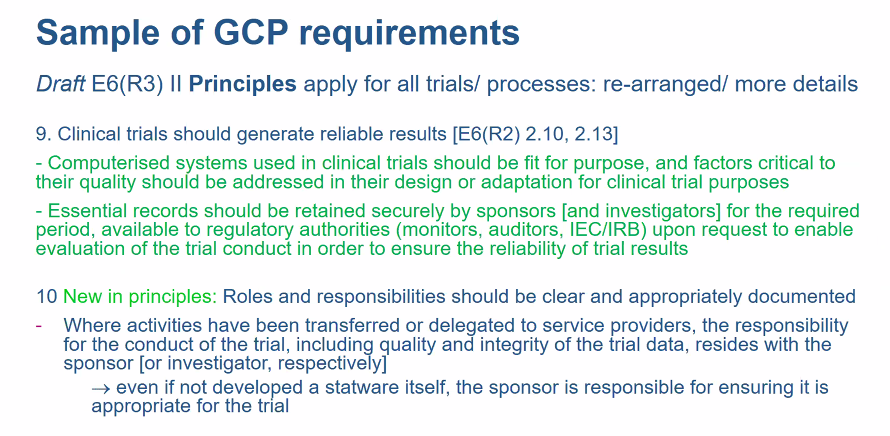 Sample of GCP requirements
Draft E6(R3) II Principles apply for all trials/ processes: re-arranged/ more details
9. Clinical trials should generate reliable results [E6(R2) 2.10, 2.13]
- Computerised systems used in clinical trials should be fit for purpose, and factors critical to
their quality should be addressed in their design or adaptation for clinical trial purposes
- Essential records should be retained securely by sponsors [and investigators] for the required
period, available to regulatory authorities (monitors, auditors, IEC/IRB) upon request to enable
evaluation of the trial conduct in order to ensure the reliability of trial results
10 New in principles: Roles and responsibilities should be clear and appropriately documented
- Where activities have been transferred or delegated to service providers, the responsibility
for the conduct of the trial, including quality and integrity of the trial data, resides with the
sponsor [or investigator, respectively]
→ even if not developed a statware itself, the sponsor is responsible for ensuring it is
appropriate for the trial